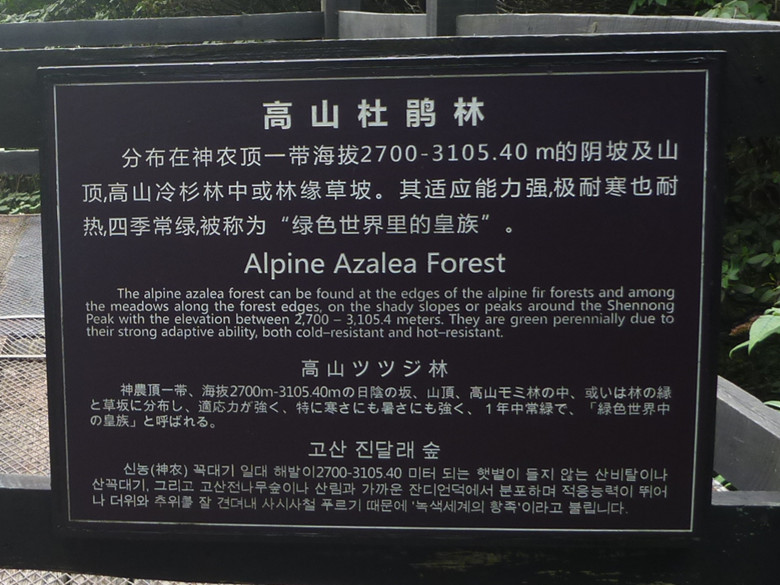 高山杜鹃林
分布在神农顶一带海拔2700-3105.40 m的阴坡及山
顶,高山冷杉林中或林缘草坡。其适应能力强,极耐寒也耐
热,四季常绿,被称为“绿色世界里的皇族”。
Alpine Azalea Forest
The alpine azalea forest can be found at the edges of the alpine fir forests and among
the meadows along the forest edges, on the shady slopes or peaks around the Shennong
Peak with the elevation between 2,700 – 3,105.4 meters. They are green perennially due to
their strong adaptive ability, both cold–resistant and hot–resistant.
高山ツツジ林
神農頂一帯、海抜2700m-3105.40mの日陰の坂、山頂、高山モミ林の中、或いは林の縁
と草坂に分布し、適応力が強く、特に寒さにも暑さにも強く、１年中常緑で、「緑色世界中
の皇族」と呼ばれる。
고산 진달래 숲
신농(神农) 꼭대기 일대 해발이2700-3105.40 미터 되는 햇볕이 들지 않는 산비탈이나
산꼭대기, 그리고 고산전나무숲이나 산림과 가까운 잔디언덕에서 분포하며 적응능력이 뛰어
나 더위와 추위를 잘 견뎌내 사시사철 푸르기 때문에 '녹색세계의 황족'이라고 불립니다.